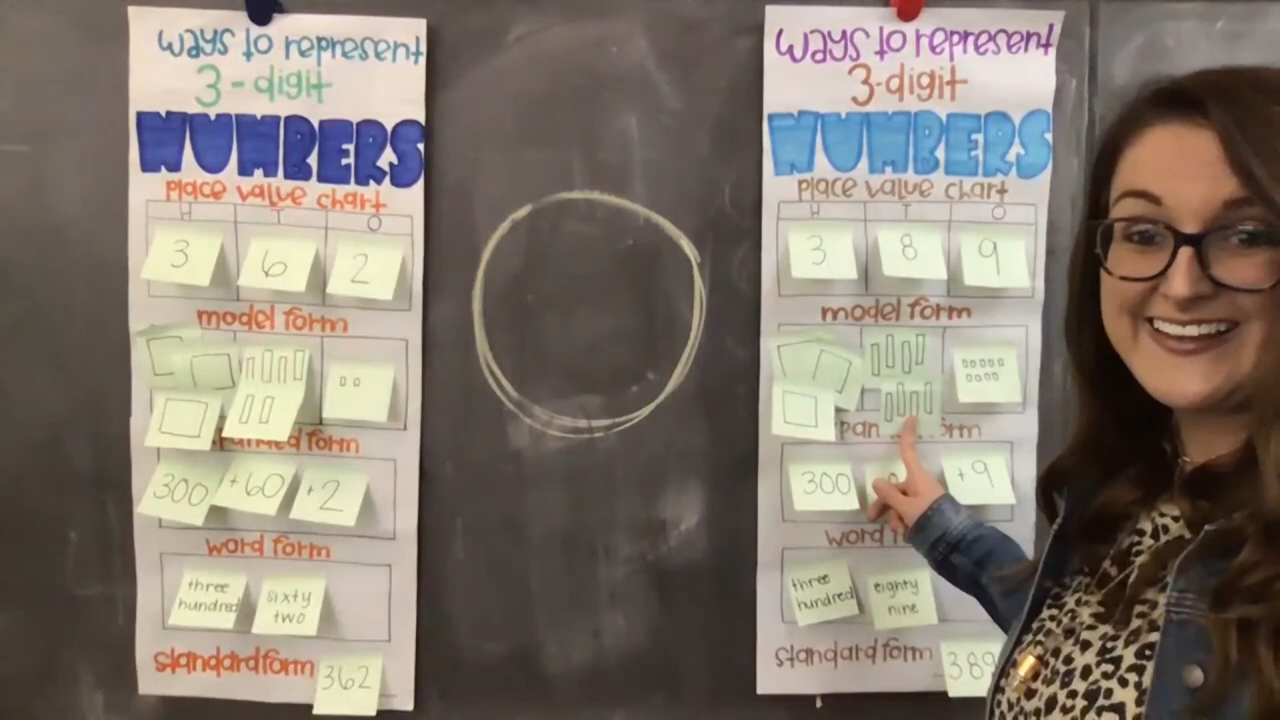 ways to represent
3-digit
NUMBERS
place value chart
H T O
3 6 2
model form
form
300 +60 +2
word form
three hundred
sixty two
standard form 362
ways to represent
3-digit
NUMBERS
place value chart
H T O
3 8 9
model form
300 +9
word
three hundred
eighty nine
standard form 389